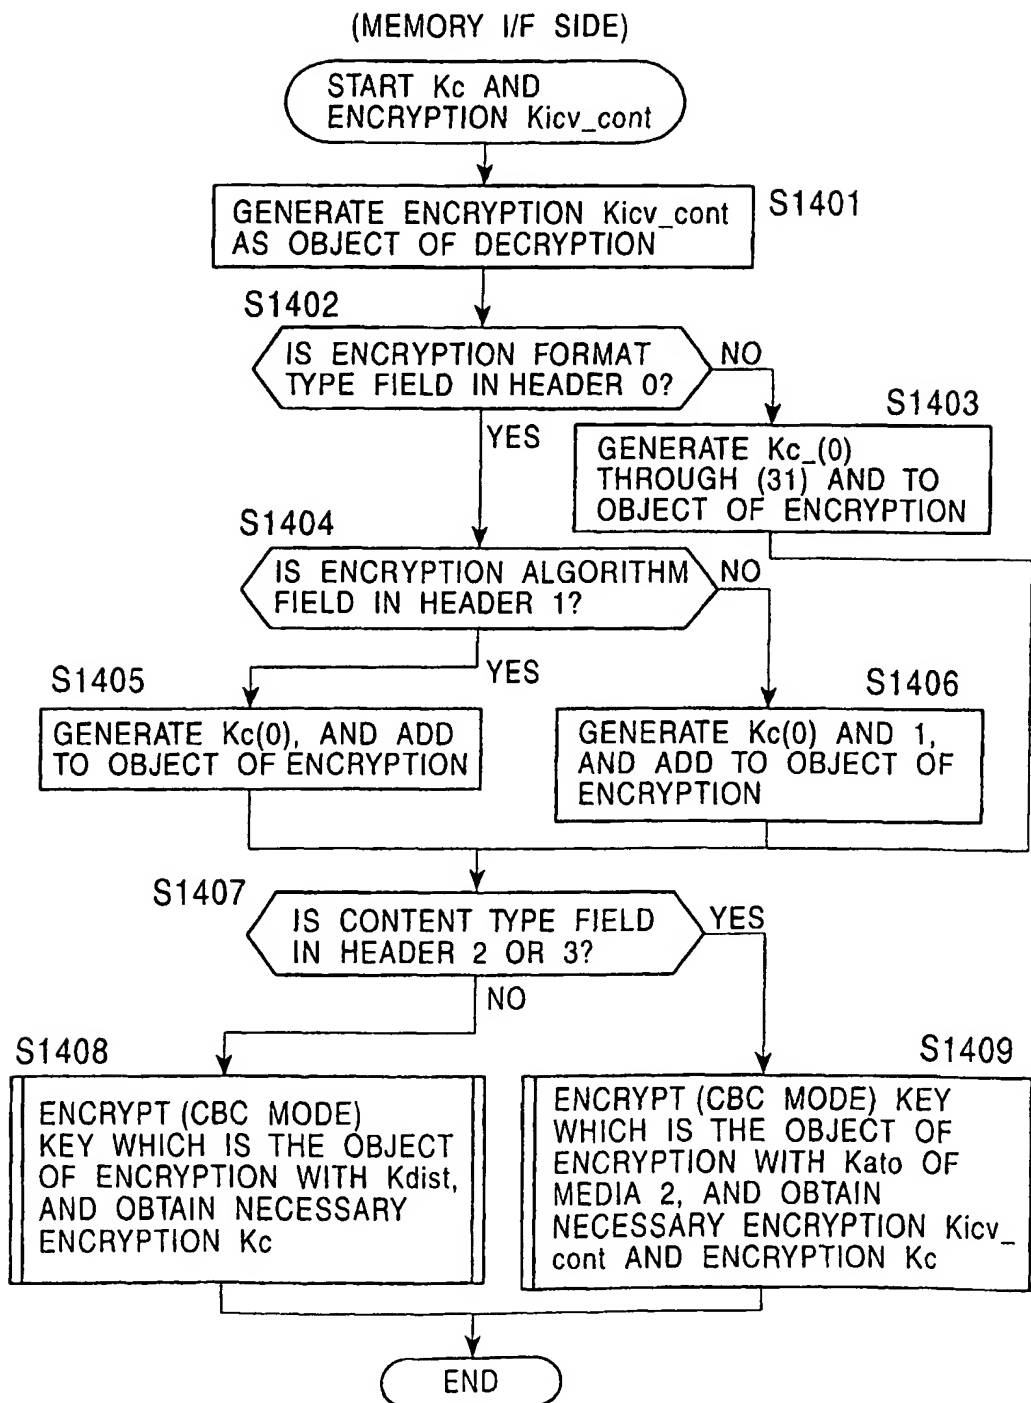 (MEMORY I/F SIDE)
START Kc AND
ENCRYPTION Kicv_cont
S1401
GENERATE ENCRYPTION Kicv_cont
AS OBJECT OF DECRYPTION
S1402
IS ENCRYPTION FORMAT
TYPE FIELD IN HEADER 0?
NO
YES
S1403
GENERATE Kc_(0)
THROUGH (31) AND TO
OBJECT OF ENCRYPTION
S1404
IS ENCRYPTION ALGORITHM
FIELD IN HEADER 1?
NO
YES
S1405
GENERATE Kc(0), AND ADD
TO OBJECT OF ENCRYPTION
S1406
GENERATE Kc(0) AND 1,
AND ADD TO OBJECT OF
ENCRYPTION
S1407
IS CONTENT TYPE FIELD
IN HEADER 2 OR 3?
YES
NO
S1408
ENCRYPT (CBC MODE)
KEY WHICH IS THE OBJECT
OF ENCRYPTION WITH Kdist,
AND OBTAIN NECESSARY
ENCRYPTION Kc
S1409
ENCRYPT (CBC MODE) KEY
WHICH IS THE OBJECT OF
ENCRYPTION WITH Kato OF
MEDIA 2, AND OBTAIN
NECESSARY ENCRYPTION Kicv_
cont AND ENCRYPTION Kc
END